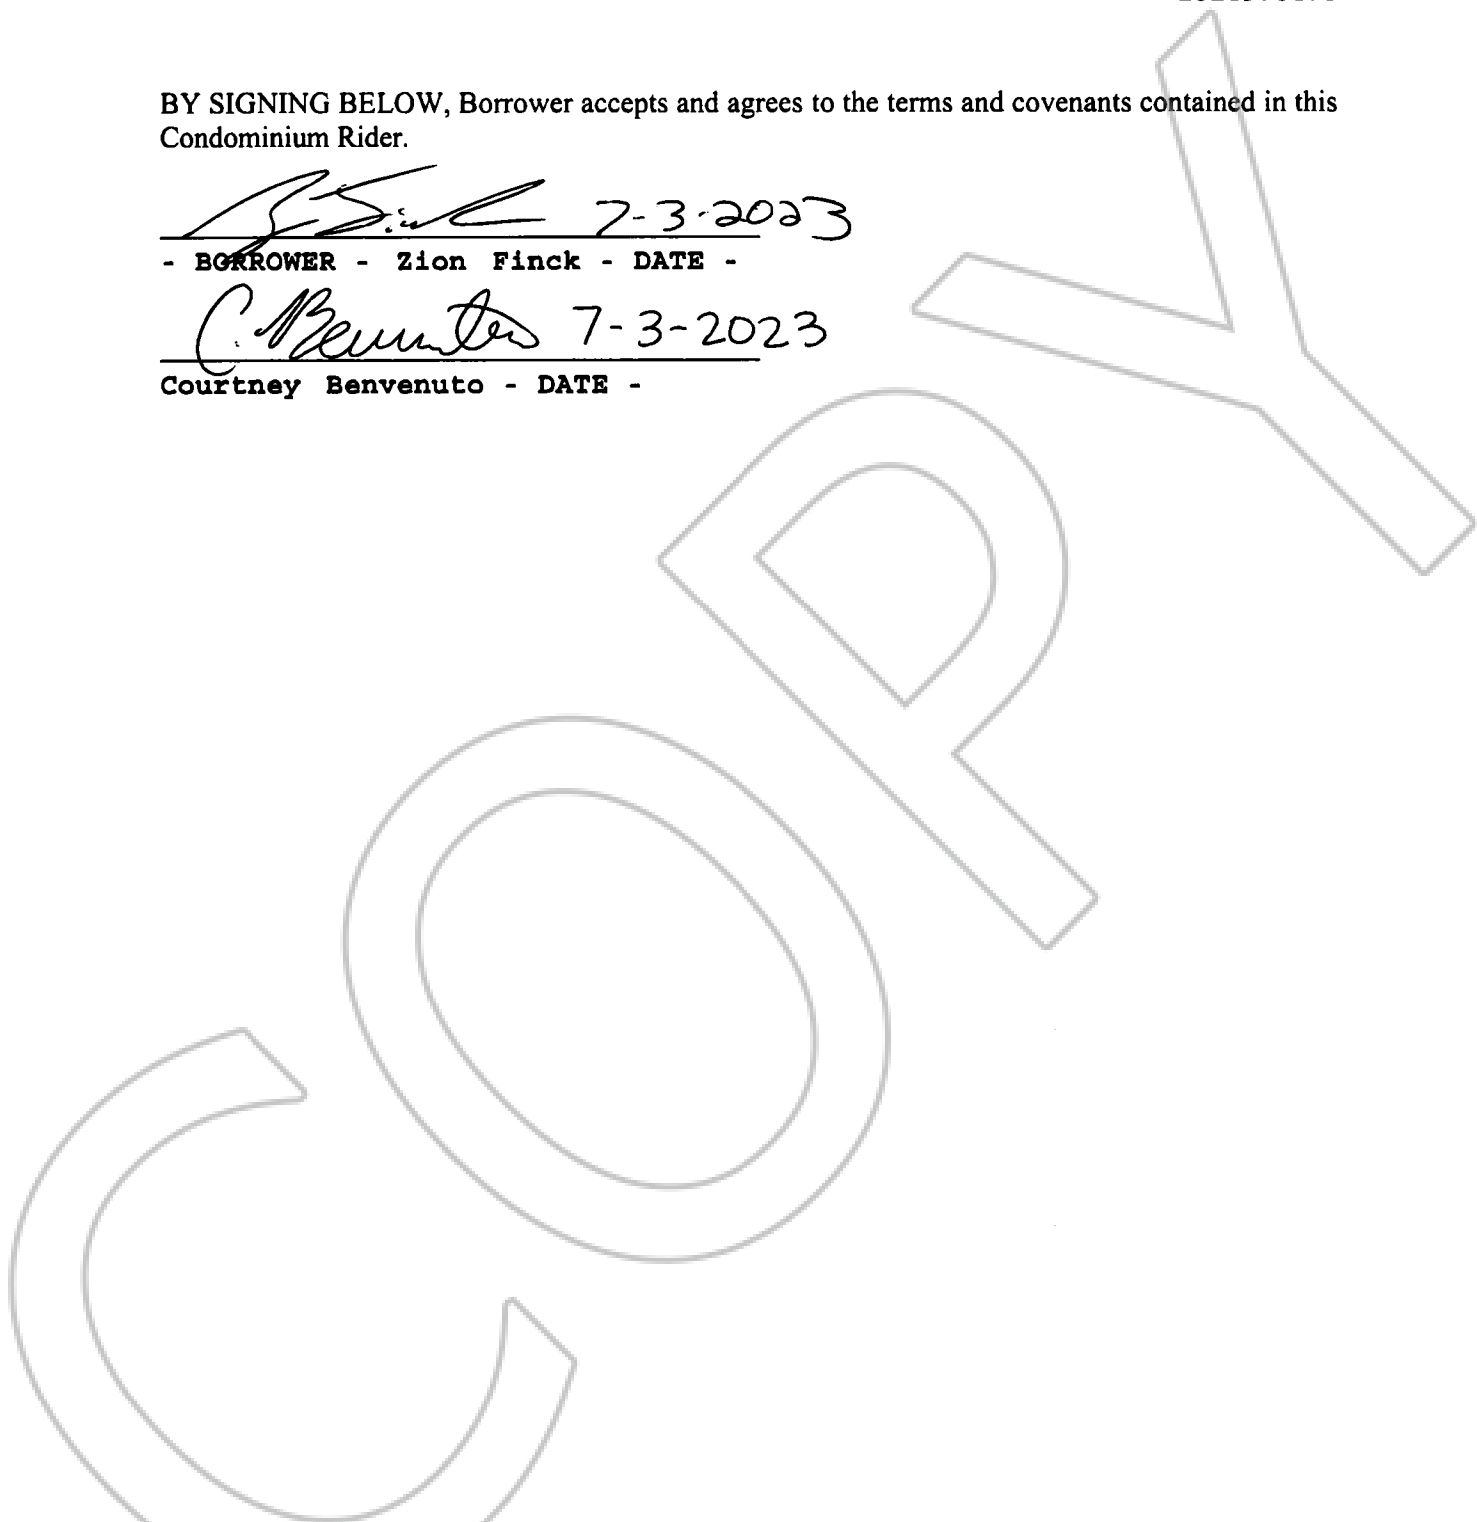 BY SIGNING BELOW, Borrower accepts and agrees to the terms and covenants contained in this
Condominium Rider.
7-3-2023
- BORROWER - Zion Finck - DATE -
C. Benvenuto 7-3-2023
Courtney Benvenuto - DATE -
COPY